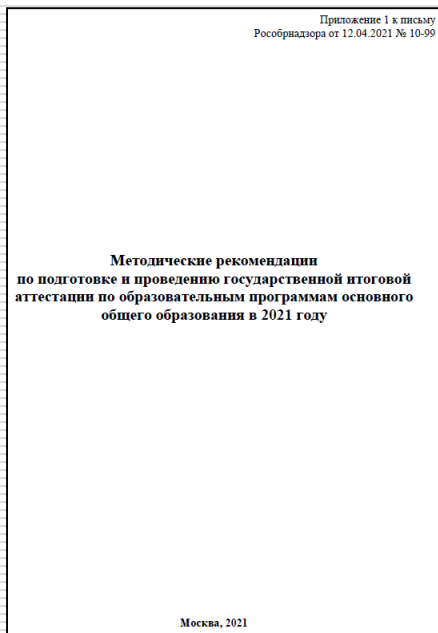 Приложение 1 к письму
Рособрнадзора от 12.04.2021 № 10-99
Методические рекомендации
по подготовке и проведению государственной итоговой
аттестации по образовательным программам основного
общего образования в 2021 году
Москва, 2021